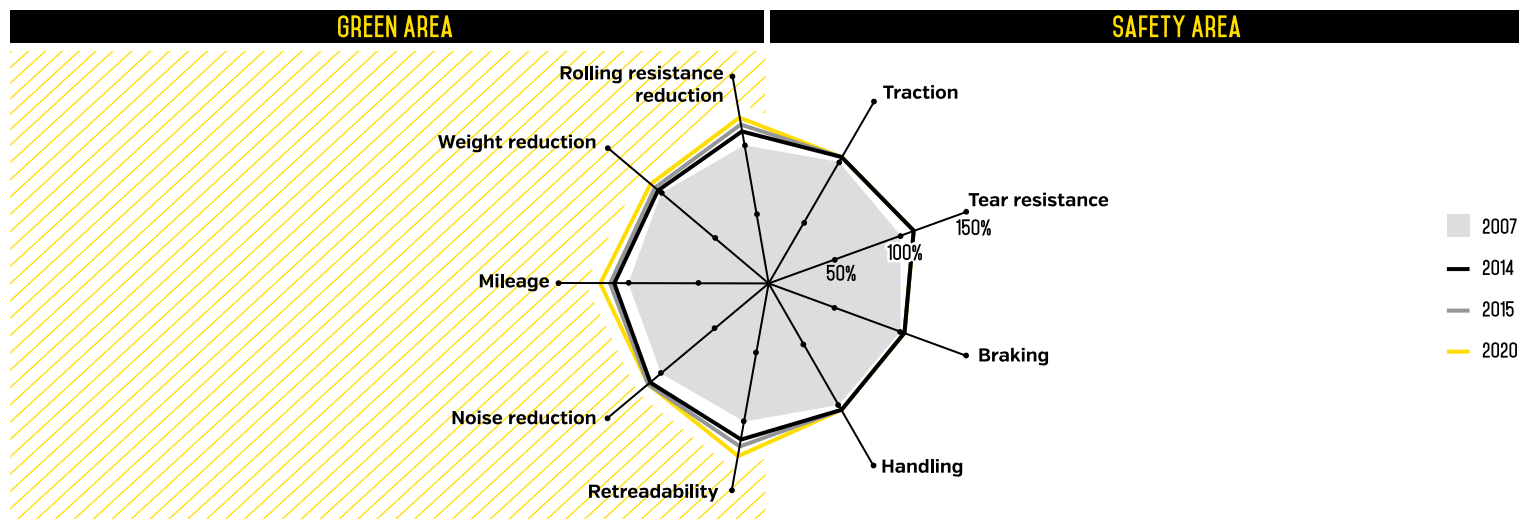 GREEN AREA
SAFETY AREA
Rolling resistance
reduction
Traction
Weight reduction
Tear resistance
150%
100%
50%
Mileage
Braking
Noise reduction
Handling
Retreadability
2007
2014
2015
2020